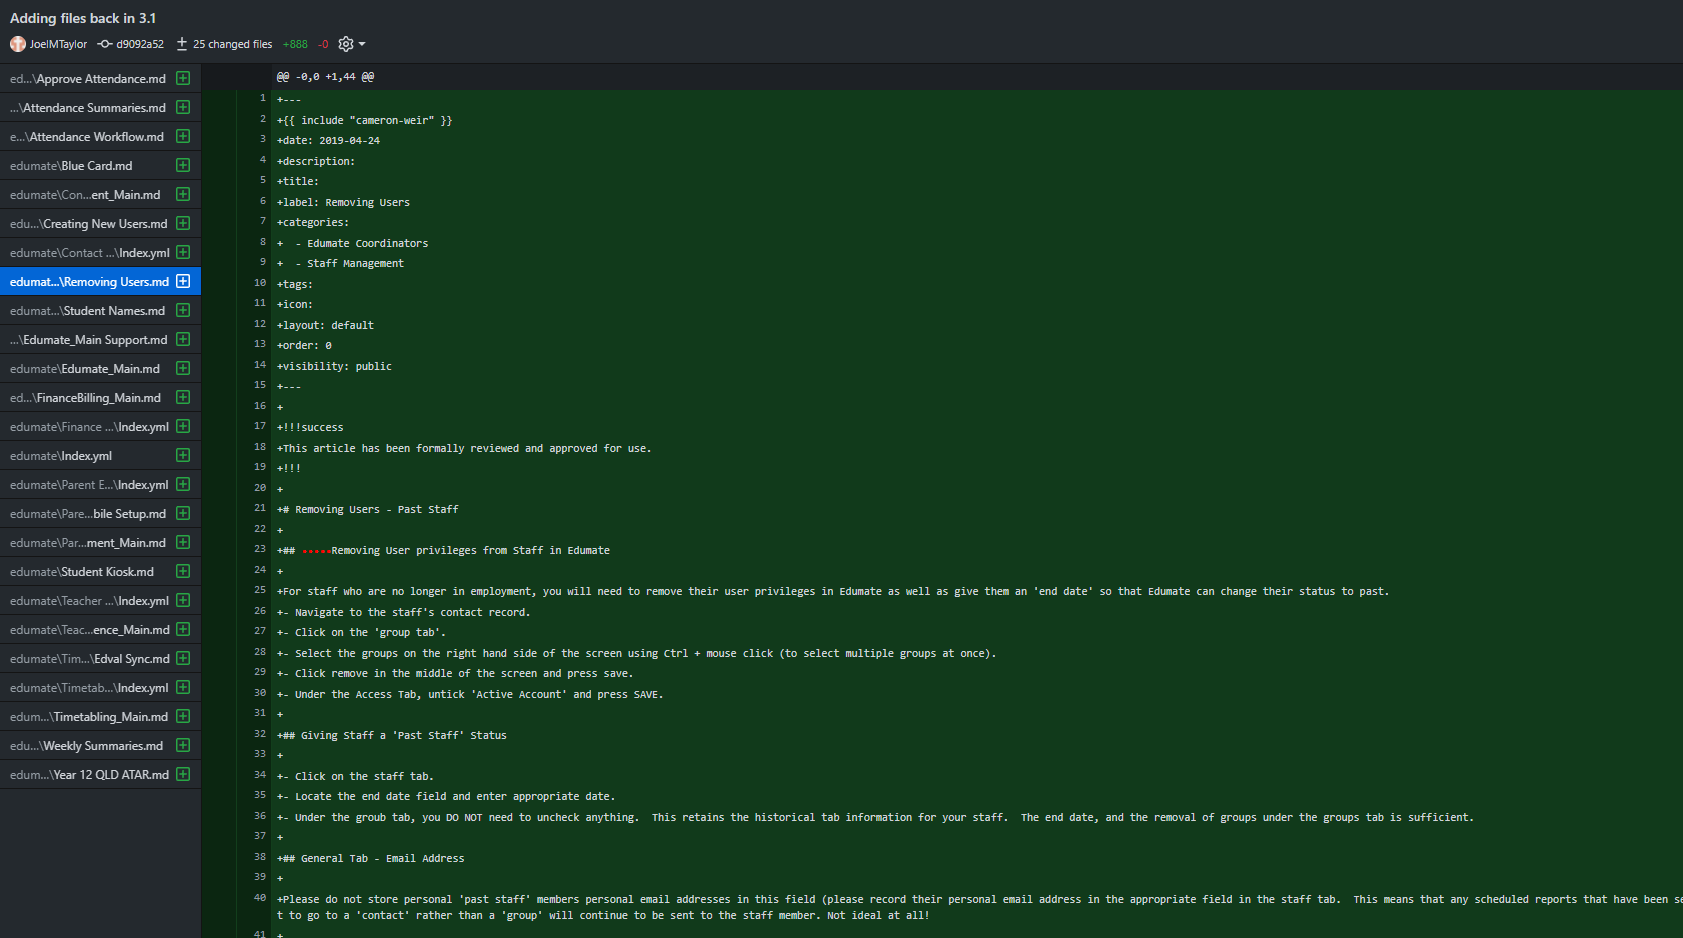 Adding files back in 3.1
JoelMTaylor d9092a52 25 changed files +888 -0
ed...\Approve Attendance.md
...\Attendance Summaries.md
e...\Attendance Workflow.md
edumate\Blue Card.md
edumate\Con...ent_Main.md
edu...\Creating New Users.md
edumate\Contact ...\Index.yml
edumat...\Removing Users.md
edumat...\Student Names.md
...\Edumate_Main Support.md
edumate\Edumate_Main.md
ed...\FinanceBilling_Main.md
edumate\Finance ...\Index.yml
edumate\Index.yml
edumate\Parent E...\Index.yml
edumate\Pare...bile Setup.md
edumate\Par...ment_Main.md
edumate\Student Kiosk.md
edumate\Teacher ...\Index.yml
edumate\Teac...ence_Main.md
edumate\Tim...\Edval Sync.md
edumate\Timetab...\Index.yml
edum...\Timetabling_Main.md
edu...\Weekly Summaries.md
edum...\Year 12 QLD ATAR.md
@@ -0,0 +1,44 @@
1 +---
2 +{{ include "cameron-weir" }}
3 +date: 2019-04-24
4 +description:
5 +title:
6 +label: Removing Users
7 +categories:
8 +  - Edumate Coordinators
9 +  - Staff Management
10 +tags:
11 +icon:
12 +layout: default
13 +order: 0
14 +visibility: public
15 +---
16 +
17 +!!!success
18 +This article has been formally reviewed and approved for use.
19 +!!!
20 +
21 +# Removing Users - Past Staff
22 +
23 +## •••••Removing User privileges from Staff in Edumate
24 +
25 +For staff who are no longer in employment, you will need to remove their user privileges in Edumate as well as give them an 'end date' so that Edumate can change their status to past.
26 +- Navigate to the staff's contact record.
27 +- Click on the 'group tab'.
28 +- Select the groups on the right hand side of the screen using Ctrl + mouse click (to select multiple groups at once).
29 +- Click remove in the middle of the screen and press save.
30 +- Under the Access Tab, untick 'Active Account' and press SAVE.
31 +
32 +## Giving Staff a 'Past Staff' Status
33 +
34 +- Click on the staff tab.
35 +- Locate the end date field and enter appropriate date.
36 +- Under the groub tab, you DO NOT need to uncheck anything.  This retains the historical tab information for your staff.  The end date, and the removal of groups under the groups tab is sufficient.
37 +
38 +## General Tab - Email Address
39 +
40 +Please do not store personal 'past staff' members personal email addresses in this field (please record their personal email address in the appropriate field in the staff tab.  This means that any scheduled reports that have been se
t to go to a 'contact' rather than a 'group' will continue to be sent to the staff member. Not ideal at all!
41 +